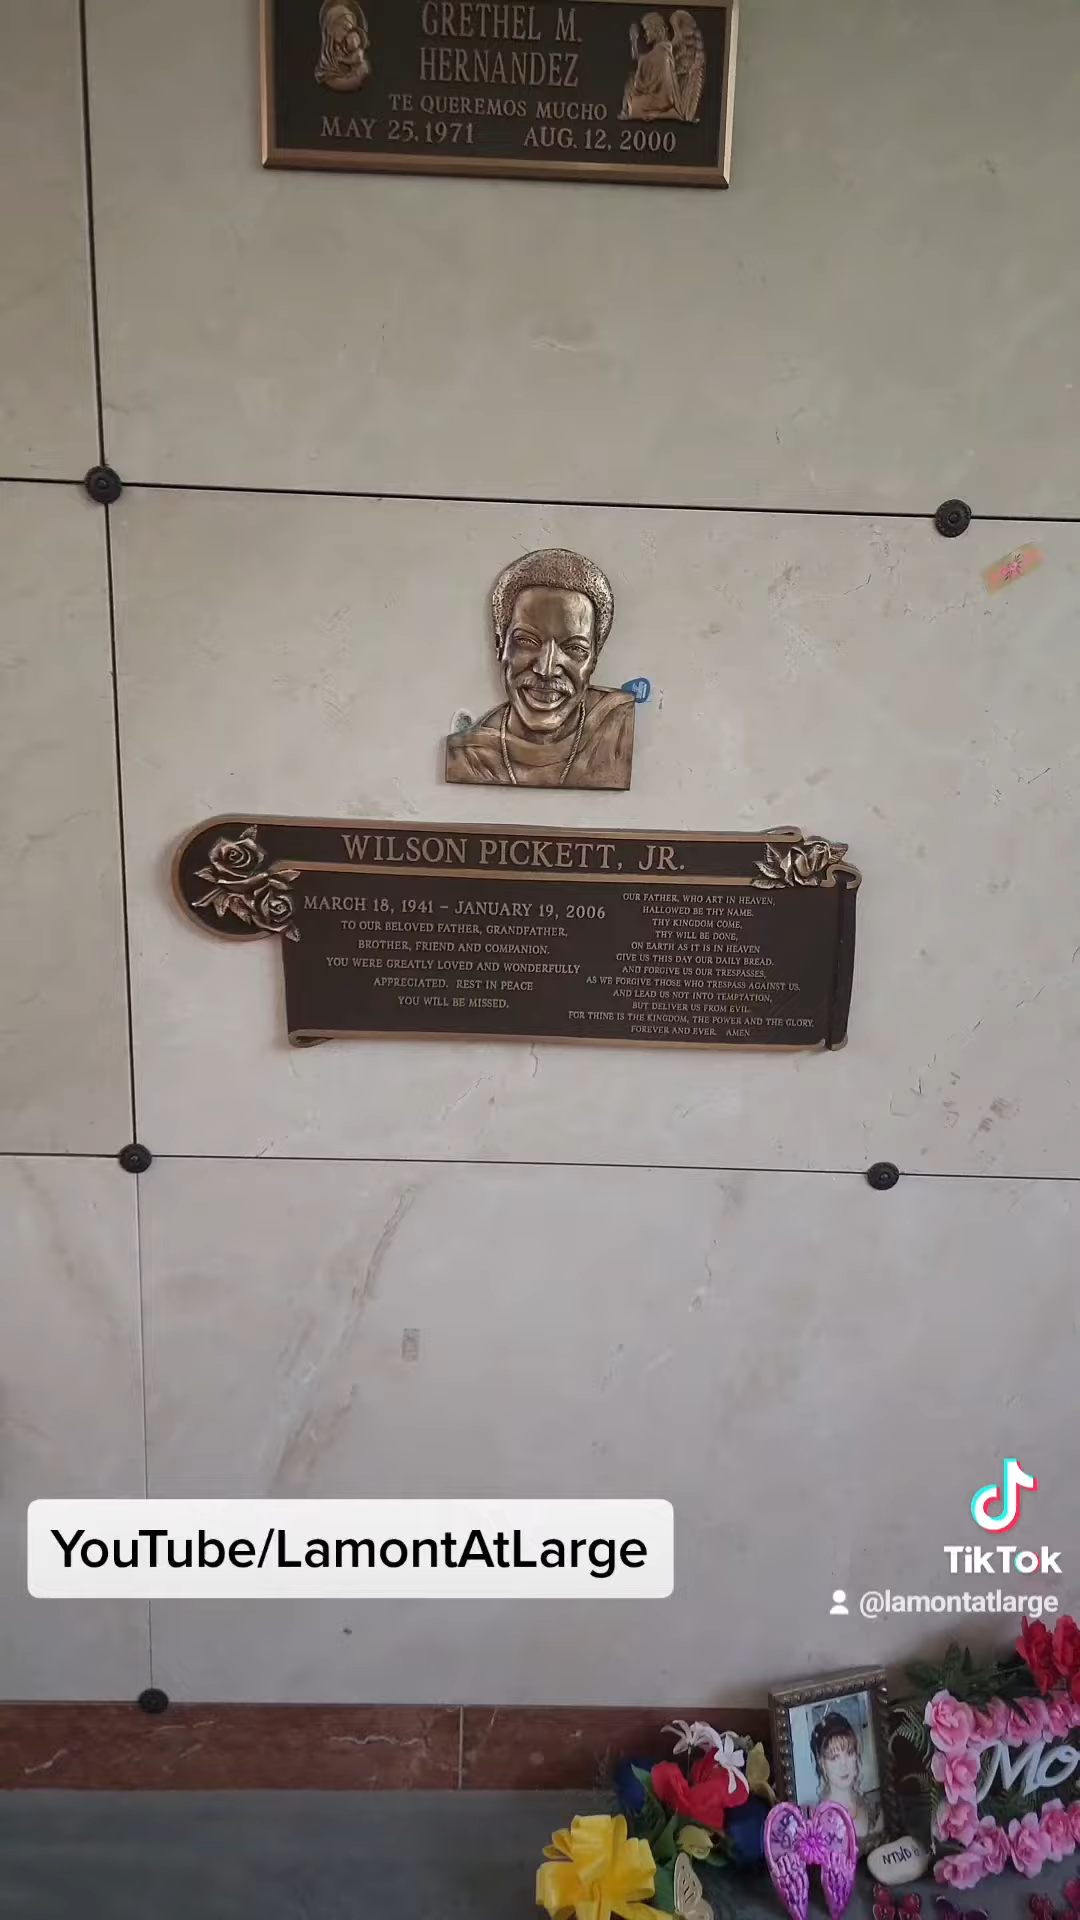 GRETHEL M.
HERNANDEZ
TE QUEREMOS MUCHO
MAY 25, 1971 AUG. 12, 2000
WILSON PICKETT, JR.
MARCH 18, 1941 – JANUARY 19, 2006
TO OUR BELOVED FATHER, GRANDFATHER,
BROTHER, FRIEND AND COMPANION.
YOU WERE GREATLY LOVED AND WONDERFULLY
APPRECIATED. REST IN PEACE
YOU WILL BE MISSED.
OUR FATHER, WHO ART IN HEAVEN,
HALLOWED BE THY NAME.
THY KINGDOM COME,
THY WILL BE DONE,
ON EARTH AS IT IS IN HEAVEN
GIVE US THIS DAY OUR DAILY BREAD.
AND FORGIVE US OUR TRESPASSES,
AS WE FORGIVE THOSE WHO TRESPASS AGAINST US.
AND LEAD US NOT INTO TEMPTATION,
BUT DELIVER US FROM EVIL.
FOR THINE IS THE KINGDOM, THE POWER AND THE GLORY,
FOREVER AND EVER. AMEN
YouTube/LamontAtLarge
TikTok
@lamontatlarge
Mo